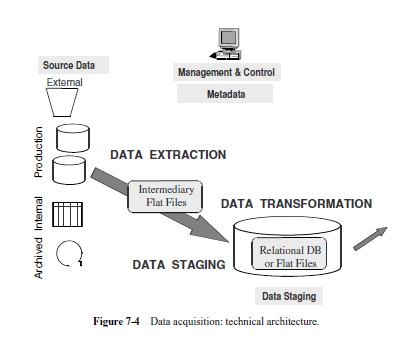 Source Data
External
Management & Control
Metadata
Production
DATA EXTRACTION
Intermediary
Flat Files
DATA TRANSFORMATION
Archived Internal
Relational DB
or Flat Files
DATA STAGING
Data Staging
Figure 7-4 Data acquisition: technical architecture.